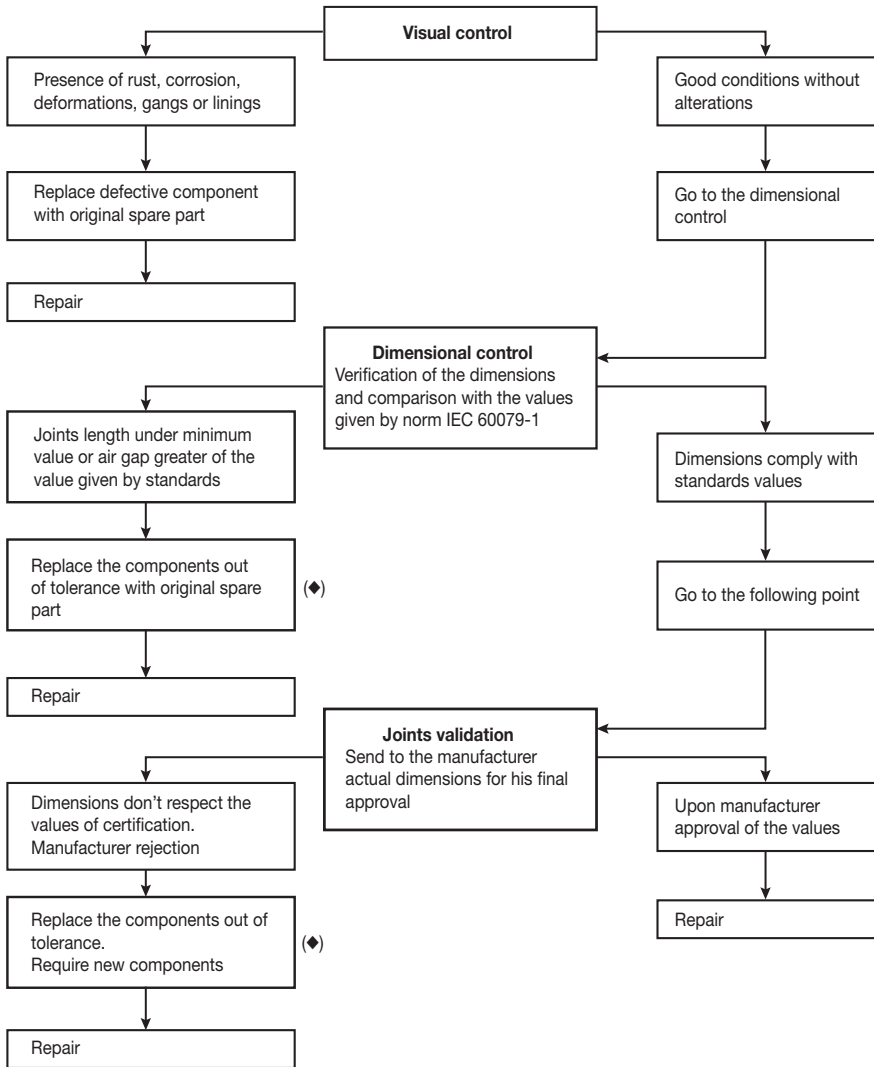 Visual control
Presence of rust, corrosion,
deformations, gangs or linings
Good conditions without
alterations
Replace defective component
with original spare part
Go to the dimensional
control
Repair
Dimensional control
Verification of the dimensions
and comparison with the values
given by norm IEC 60079-1
Joints length under minimum
value or air gap greater of the
value given by standards
Dimensions comply with
standards values
Replace the components out
of tolerance with original spare
part
(◆)
Go to the following point
Repair
Joints validation
Send to the manufacturer
actual dimensions for his final
approval
Dimensions don’t respect the
values of certification.
Manufacturer rejection
Upon manufacturer
approval of the values
Replace the components out of
tolerance.
Require new components
(◆)
Repair
Repair